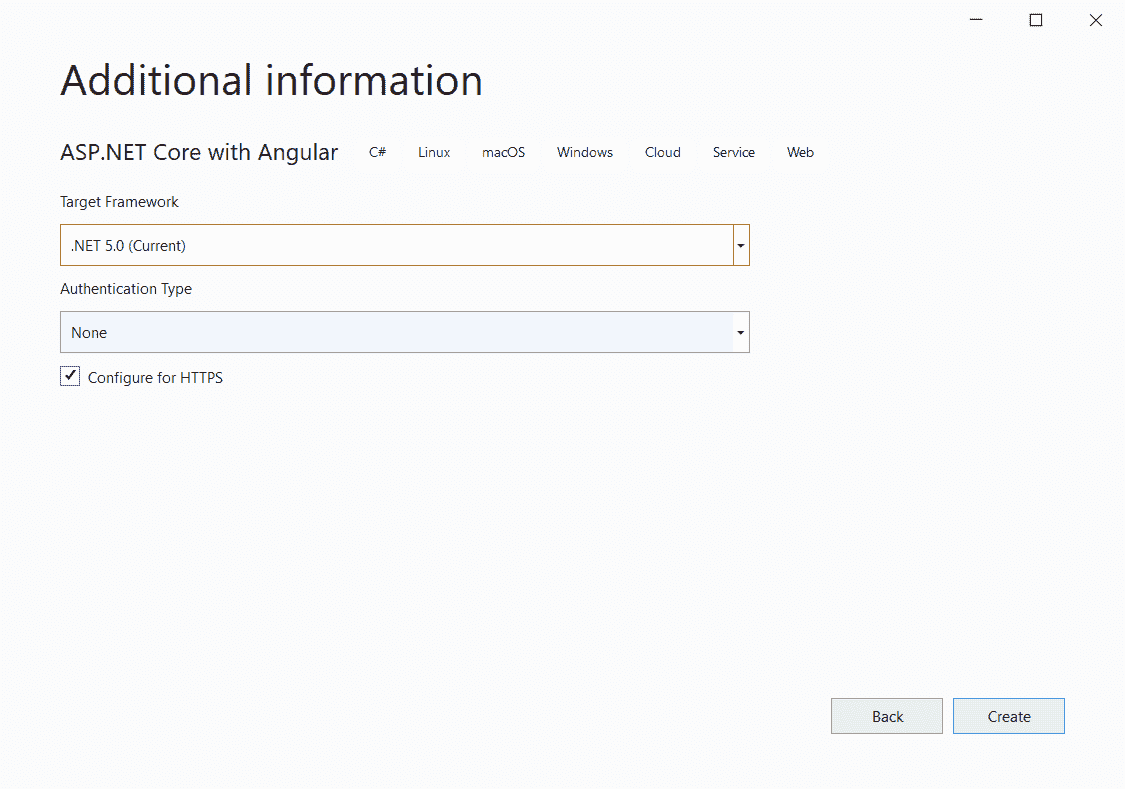 Additional information
ASP.NET Core with Angular C# Linux macOS Windows Cloud Service Web
Target Framework
.NET 5.0 (Current)
Authentication Type
None
Configure for HTTPS
Back Create